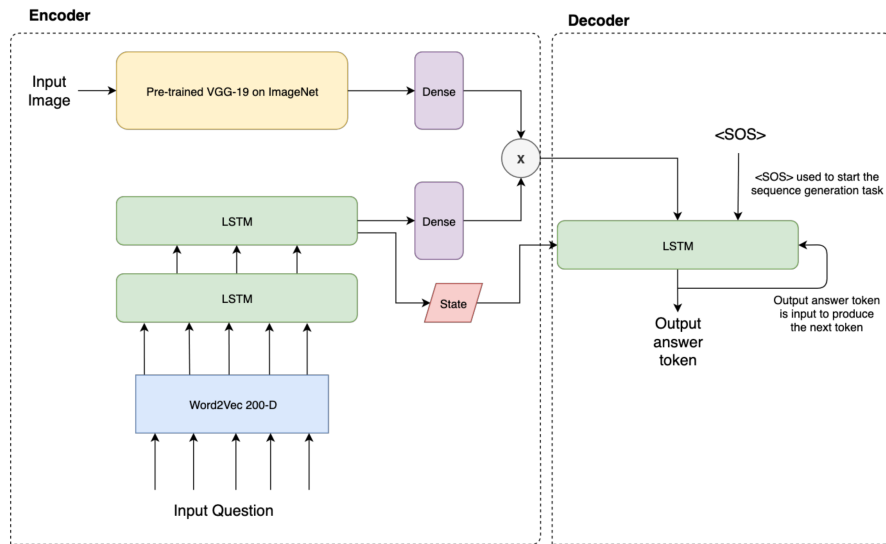 Encoder
Decoder
Input
Image
Pre-trained VGG-19 on ImageNet
Dense
X
<SOS>
<SOS> used to start the
sequence generation task
LSTM
Dense
LSTM
LSTM
State
Output answer token
is input to produce
the next token
Output
answer
token
Word2Vec 200-D
Input Question